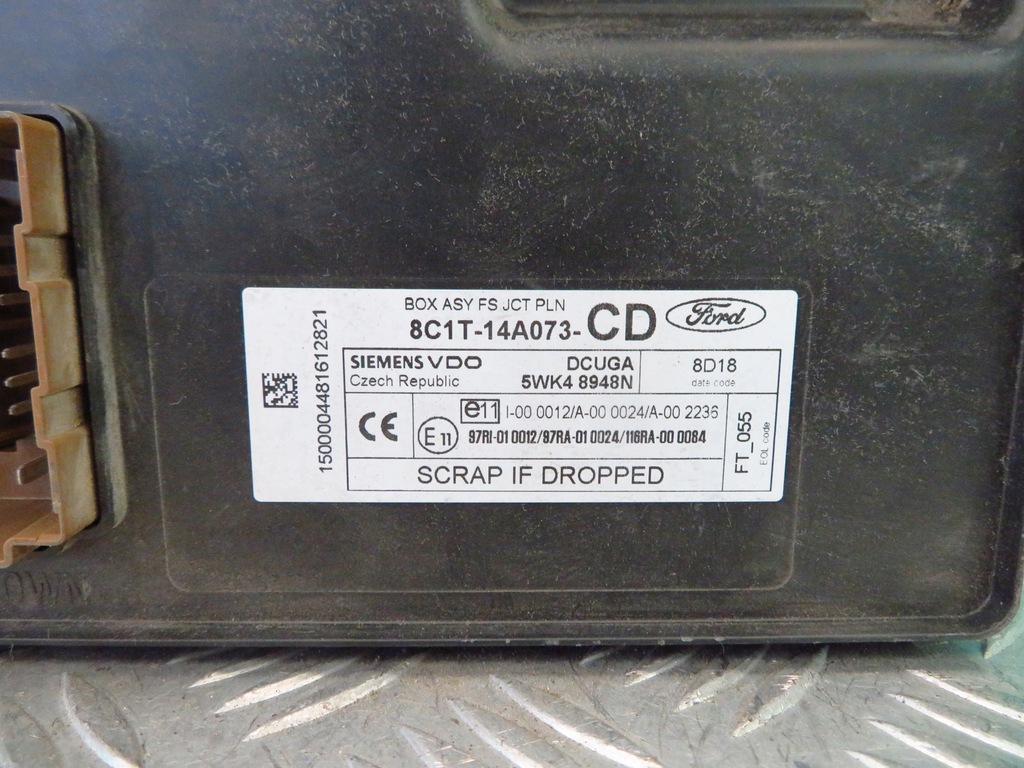 BOX ASY FS JCT PLN
8C1T-14A073-CD
Ford
1500004481612821
SIEMENS VDO
Czech Republic
DCUGA
5WK4 8948N
8D18
date code
CE
E11
e11 I-00 0012/A-00 0024/A-00 2236
97RI-01 0012/97RA-01 0024/116RA-00 0084
FT_055
EOL code
SCRAP IF DROPPED